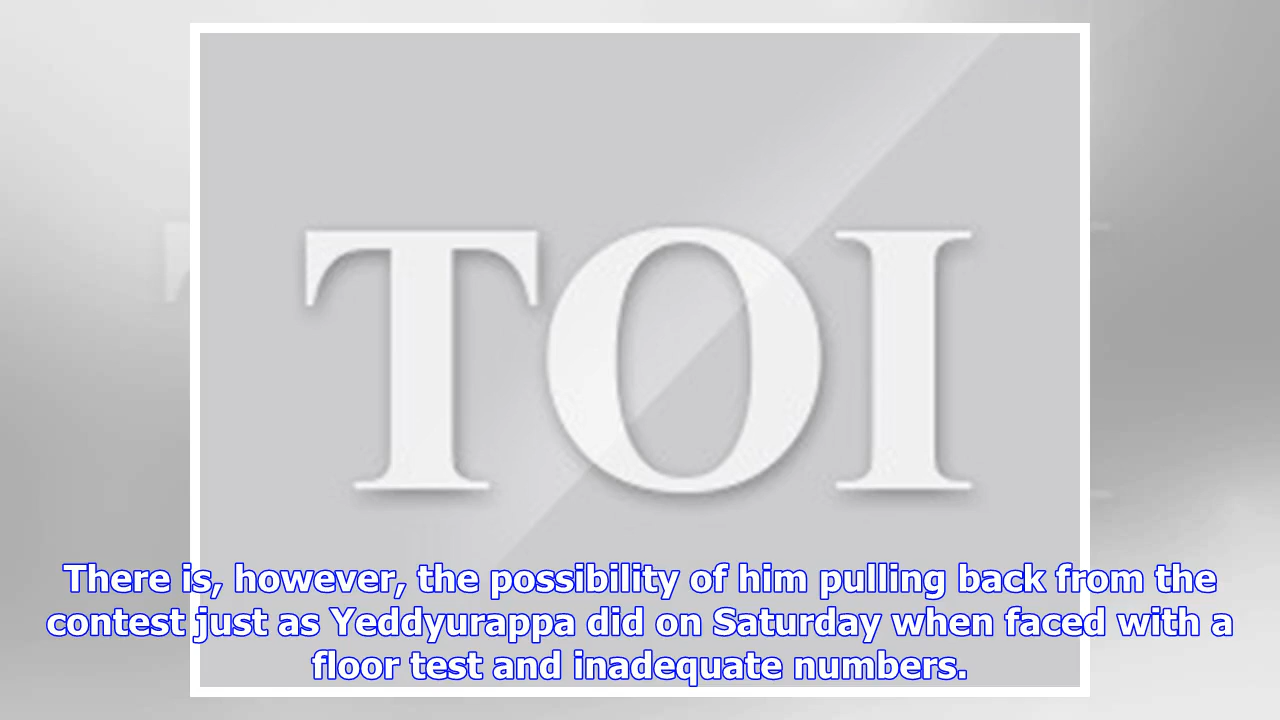 TOI
There is, however, the possibility of him pulling back from the
contest just as Yeddyurappa did on Saturday when faced with a
floor test and inadequate numbers.